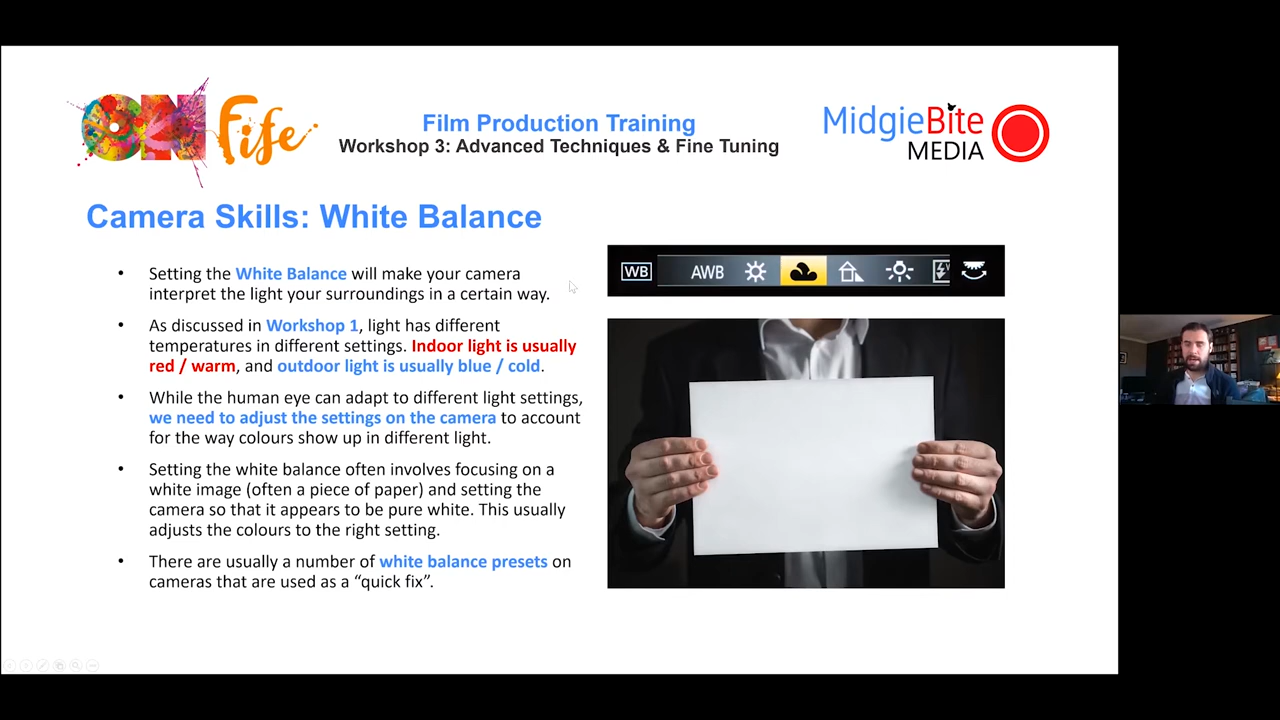 ON Fife
Film Production Training
Workshop 3: Advanced Techniques & Fine Tuning
MidgieBite
MEDIA
Camera Skills: White Balance
• Setting the White Balance will make your camera
interpret the light your surroundings in a certain way.
• As discussed in Workshop 1, light has different
temperatures in different settings. Indoor light is usually
red / warm, and outdoor light is usually blue / cold.
• While the human eye can adapt to different light settings,
we need to adjust the settings on the camera to account
for the way colours show up in different light.
• Setting the white balance often involves focusing on a
white image (often a piece of paper) and setting the
camera so that it appears to be pure white. This usually
adjusts the colours to the right setting.
• There are usually a number of white balance presets on
cameras that are used as a “quick fix”.
WB AWB